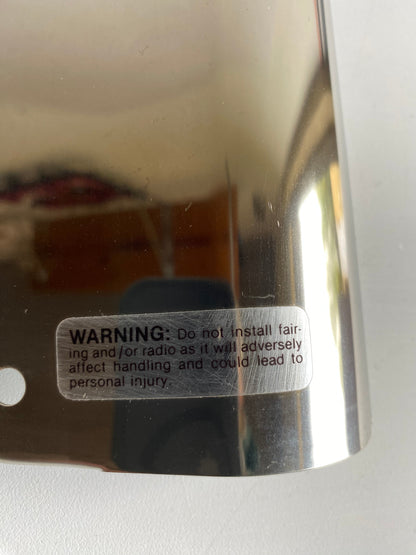 WARNING: Do not install fair-
ing and/or radio as it will adversely
affect handling and could lead to
personal injury.